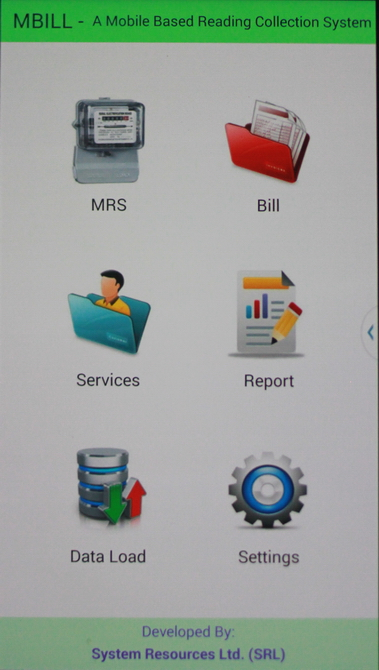 MBILL - A Mobile Based Reading Collection System
MRS
Bill
Services
Report
Data Load
Settings
Developed By:
System Resources Ltd. (SRL)